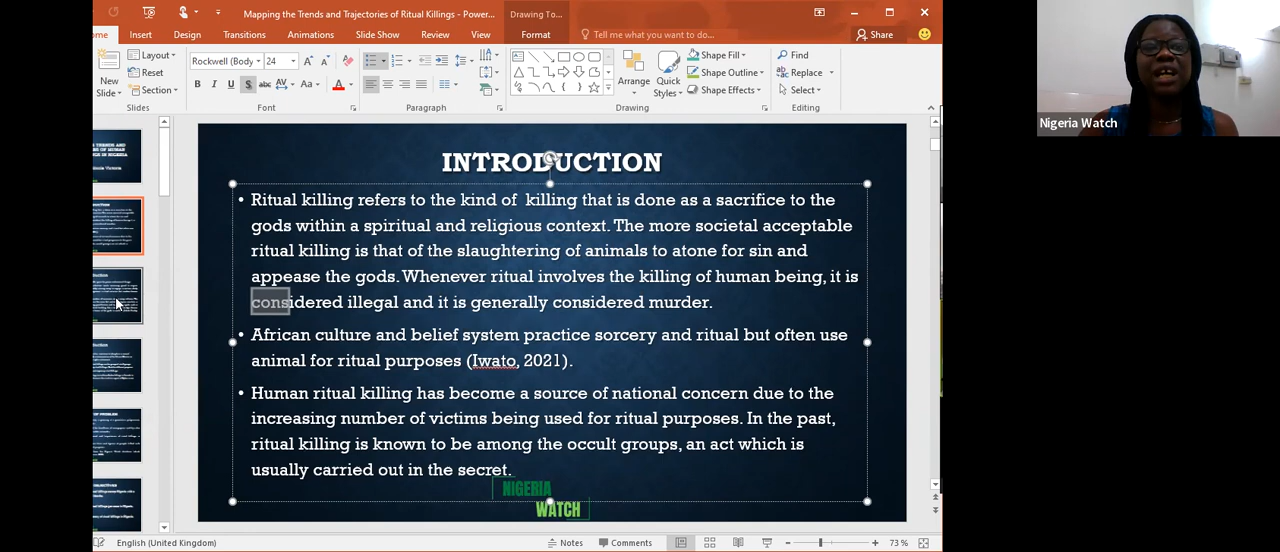 Mapping the Trends and Trajectories of Ritual Killings - Power...
Drawing To...
ome Insert Design Transitions Animations Slide Show Review View Format Tell me what you want to do... Share
New
Slide
Layout
Reset
Section
Slides
Rockwell (Body 24
B I U S abc AV Aa A
Font
Paragraph
Arrange
Quick
Styles
Shape Fill
Shape Outline
Shape Effects
Drawing
Find
Replace
Select
Editing
INTRODUCTION
• Ritual killing refers to the kind of killing that is done as a sacrifice to the
gods within a spiritual or religious context. The more societal acceptable
ritual killing is that of the slaughtering of animals to atone for sin and
appease the gods. Whenever ritual involves the killing of human being, it is
considered illegal and it is generally considered murder.
• African culture and belief system practice sorcery and ritual but often use
animal for ritual purposes (Iwato, 2021).
• Human ritual killing has become a source of national concern due to the
increasing number of victims being used for ritual purposes. In the past,
ritual killing is known to be among the occult groups, an act which is
usually carried out in the secret.
NIGERIA
WATCH
English (United Kingdom)
Notes
Comments
73 %
Nigeria Watch